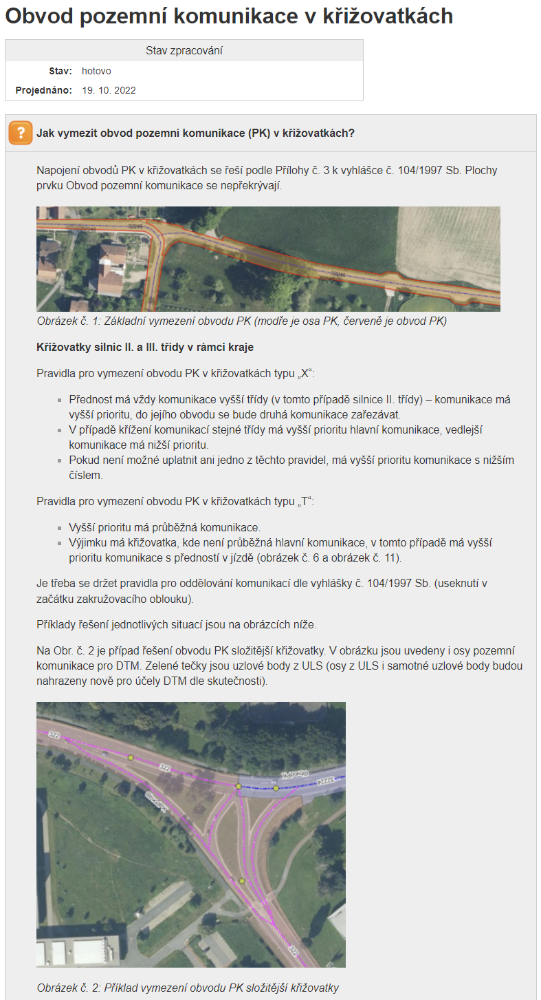 Obvod pozemní komunikace v křižovatkách
Stav zpracování
Stav: hotovo
Projednáno: 19. 10. 2022
? Jak vymezit obvod pozemní komunikace (PK) v křižovatkách?
Napojení obvodů PK v křižovatkách se řeší podle Přílohy č. 3 k vyhlášce č. 104/1997 Sb. Plochy
prvku Obvod pozemní komunikace se nepřekrývají.
32245
32246
Obrázek č. 1: Základní vymezení obvodu PK (modře je osa PK, červeně je obvod PK)
Křižovatky silnic II. a III. třídy v rámci kraje
Pravidla pro vymezení obvodu PK v křižovatkách typu „X“:
Přednost má vždy komunikace vyšší třídy (v tomto případě silnice II. třídy) – komunikace má
vyšší prioritu, do jejího obvodu se bude druhá komunikace zařezávat.
V případě křížení komunikací stejné třídy má vyšší prioritu hlavní komunikace, vedlejší
komunikace má nižší prioritu.
Pokud není možné uplatnit ani jedno z těchto pravidel, má vyšší prioritu komunikace s nižším
číslem.
Pravidla pro vymezení obvodu PK v křižovatkách typu „T“:
Vyšší prioritu má průběžná komunikace.
Výjimku má křižovatka, kde není průběžná hlavní komunikace, v tomto případě má vyšší
prioritu komunikace s předností v jízdě (obrázek č. 6 a obrázek č. 11).
Je třeba se držet pravidla pro oddělování komunikací dle vyhlášky č. 104/1997 Sb. (useknutí v
začátku zakružovacího oblouku).
Příklady řešení jednotlivých situací jsou na obrázcích níže.
Na Obr. č. 2 je případ řešení obvodu PK složitější křižovatky. V obrázku jsou uvedeny i osy pozemní
komunikace pro DTM. Zelené tečky jsou uzlové body z ULS (osy z ULS i samotné uzlové body budou
nahrazeny nově pro účely DTM dle skutečnosti).
322
322
ObvodPK
32224
ObvodPK
322
Obrázek č. 2: Příklad vymezení obvodu PK složitější křižovatky